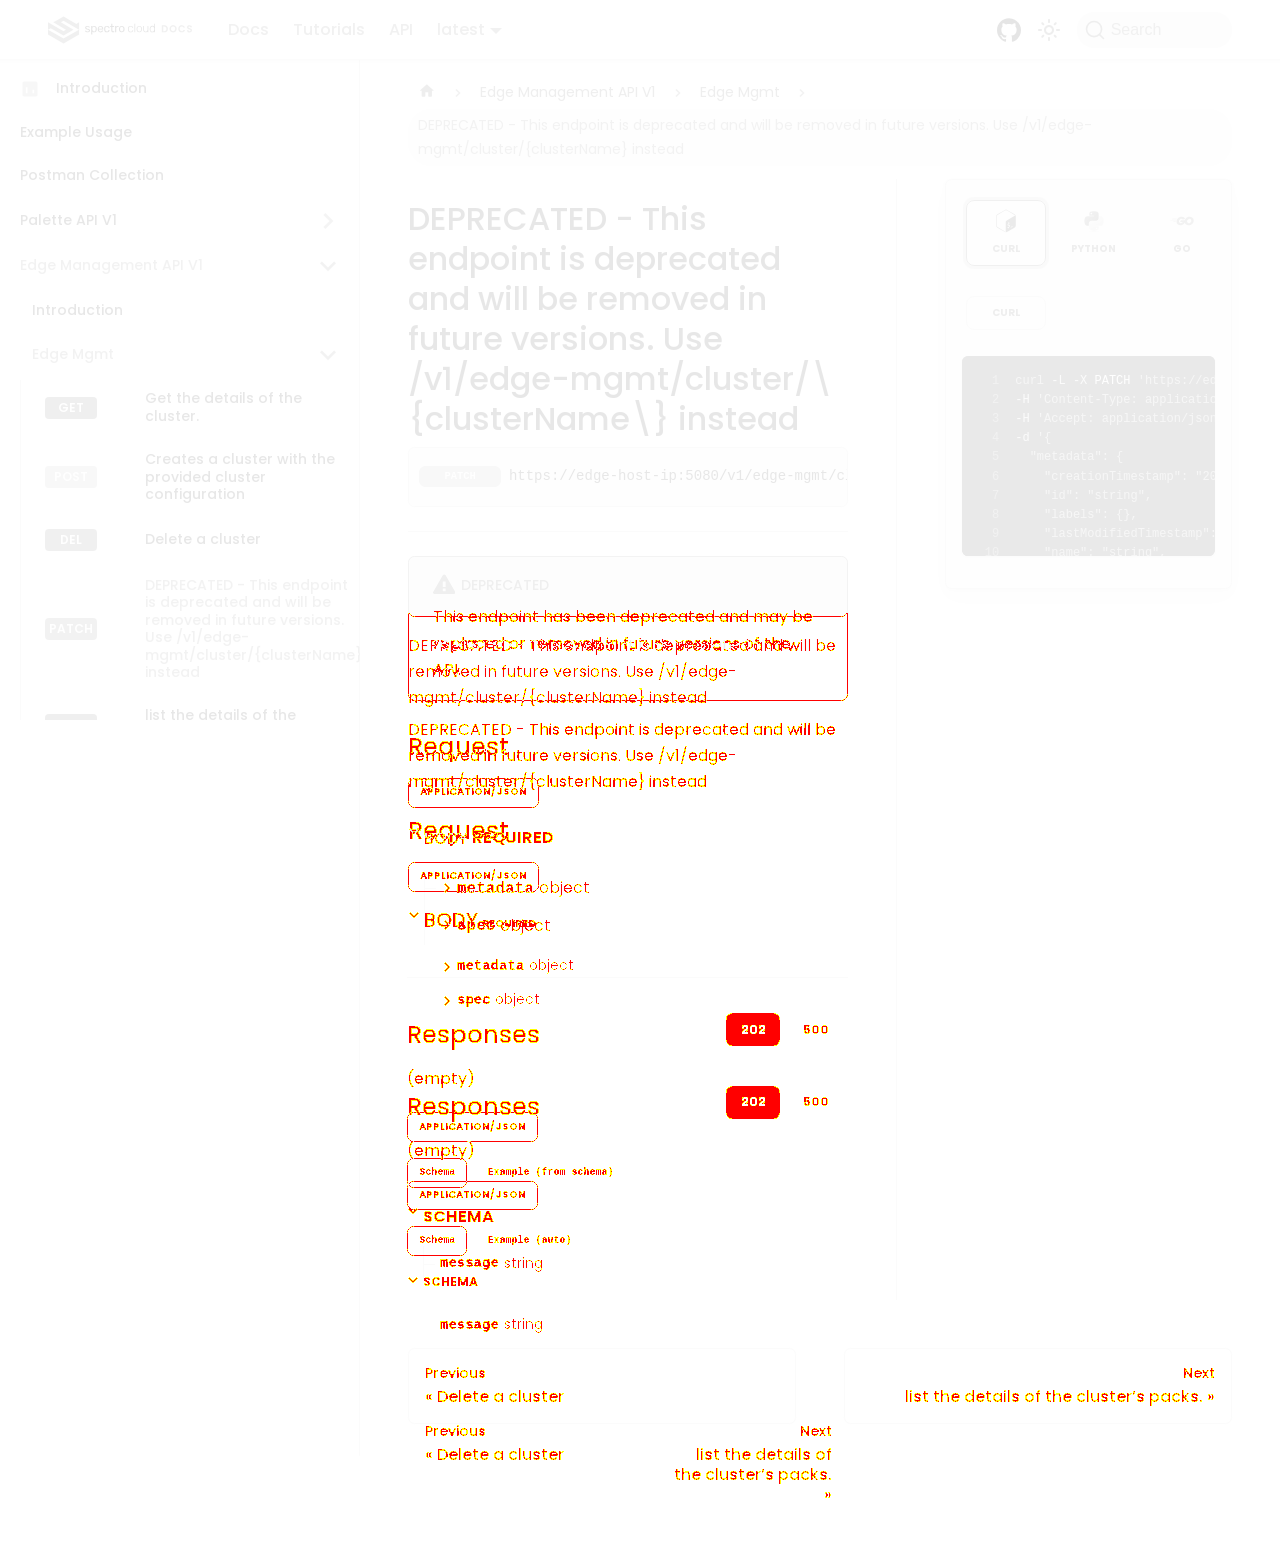 spectro cloud DOCS
Docs
Tutorials
API
latest
Search
Introduction
Example Usage
Postman Collection
Palette API V1
Edge Management API V1
Introduction
Edge Mgmt
GET
Get the details of the
cluster.
POST
Creates a cluster with the
provided cluster
configuration
DEL
Delete a cluster
PATCH
DEPRECATED - This endpoint
is deprecated and will be
removed in future versions.
Use /v1/edge-
mgmt/cluster/{clusterName}
instead
list the details of the
Edge Management API V1
Edge Mgmt
DEPRECATED - This endpoint is deprecated and will be removed in future versions. Use /v1/edge-
mgmt/cluster/{clusterName} instead
DEPRECATED - This
endpoint is deprecated
and will be removed in
future versions. Use
/v1/edge-mgmt/cluster/\
{clusterName\} instead
PATCH
https://edge-host-ip:5080/v1/edge-mgmt/c
DEPRECATED
This endpoint has been deprecated and may be
replaced or removed in future versions of the
API.
DEPRECATED - This endpoint is deprecated and will be
removed in future versions. Use /v1/edge-
mgmt/cluster/{clusterName} instead
DEPRECATED - This endpoint is deprecated and will be
removed in future versions. Use /v1/edge-
mgmt/cluster/{clusterName} instead
Request
APPLICATION/JSON
Request
BODY REQUIRED
APPLICATION/JSON
metadata object
BODY REQUIRED
spec object
metadata object
spec object
Responses
202
500
(empty)
Responses
202
500
APPLICATION/JSON
(empty)
Schema
Example (from schema)
APPLICATION/JSON
SCHEMA
Schema
Example (auto)
message string
SCHEMA
message string
Previous
« Delete a cluster
Next
list the details of the cluster's packs. »
Previous
« Delete a cluster
Next
list the details of
the cluster's packs.
»
CURL
PYTHON
GO
CURL
1 curl -L -X PATCH 'https://ed
2 -H 'Content-Type: applicatio
3 -H 'Accept: application/json
4 -d '{
5 "metadata": {
6 "creationTimestamp": "20
7 "id": "string",
8 "labels": {},
9 "lastModifiedTimestamp":
10 "name": "string",